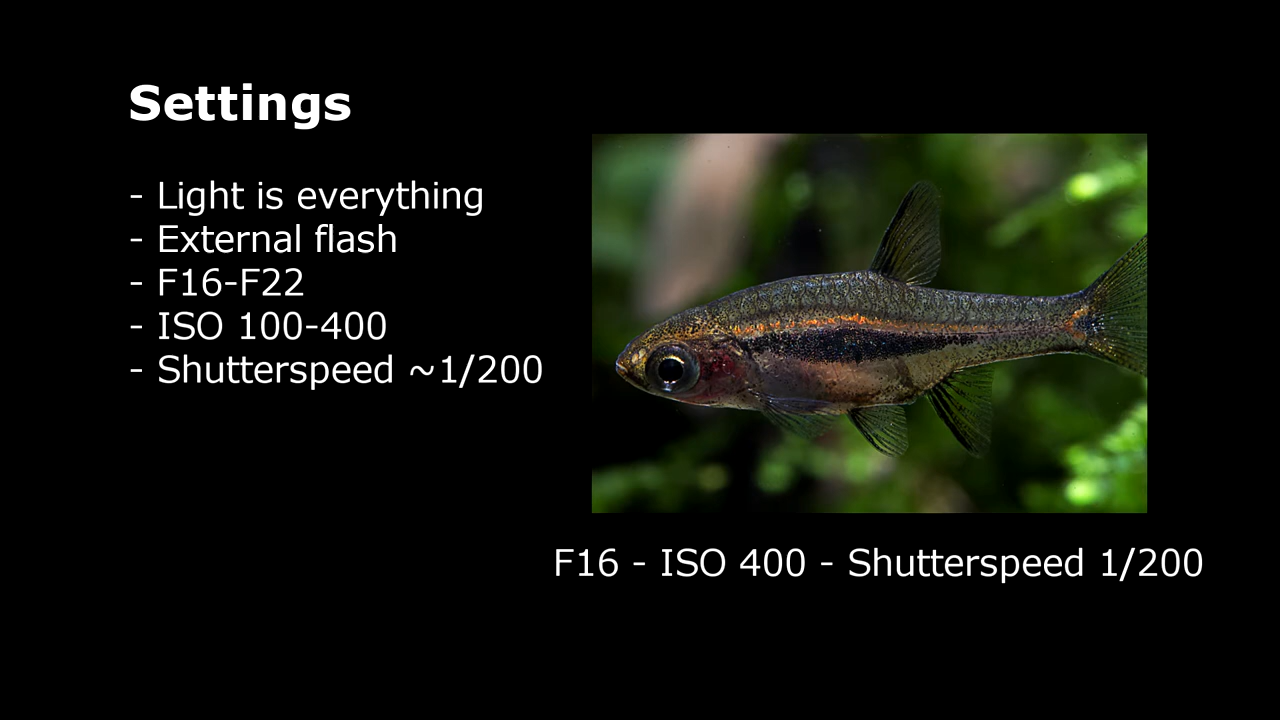 Settings
- Light is everything
- External flash
- F16-F22
- ISO 100-400
- Shutterspeed ~1/200
F16 - ISO 400 - Shutterspeed 1/200